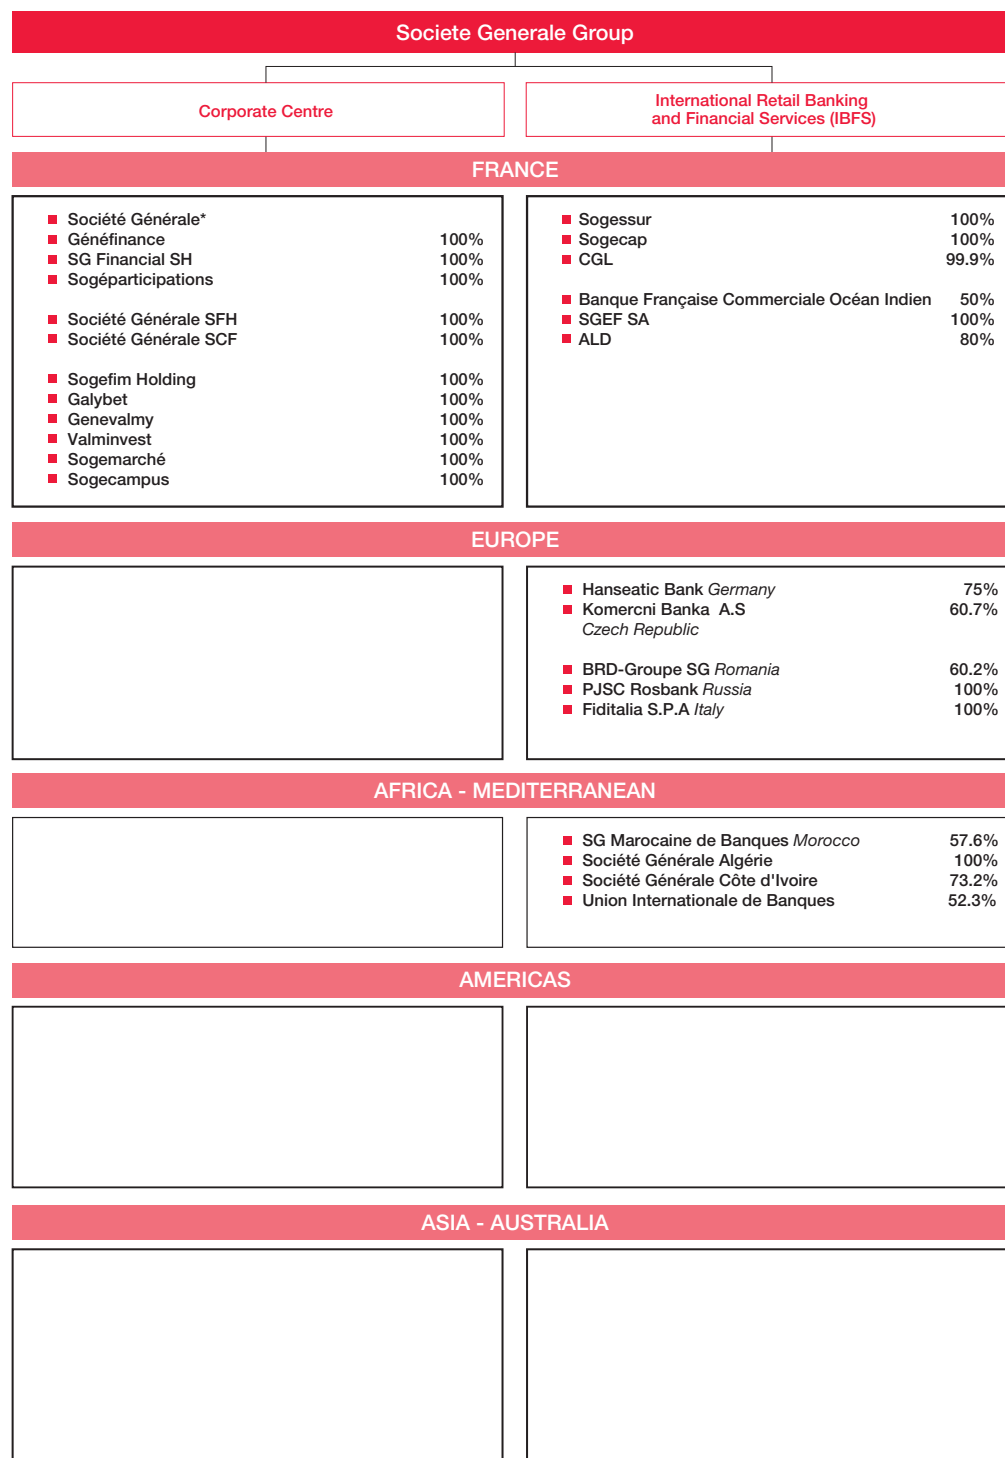 Societe Generale Group
Corporate Centre
International Retail Banking
and Financial Services (IBFS)
FRANCE
Société Générale*
Généfinance 100%
SG Financial SH 100%
Sogéparticipations 100%
Société Générale SFH 100%
Société Générale SCF 100%
Sogefim Holding 100%
Galybet 100%
Genevalmy 100%
Valminvest 100%
Sogemarché 100%
Sogecampus 100%
Sogessur 100%
Sogecap 100%
CGL 99.9%
Banque Française Commerciale Océan Indien 50%
SGEF SA 100%
ALD 80%
EUROPE
Hanseatic Bank Germany 75%
Komercni Banka A.S 60.7%
Czech Republic
BRD-Groupe SG Romania 60.2%
PJSC Rosbank Russia 100%
Fiditalia S.P.A Italy 100%
AFRICA - MEDITERRANEAN
SG Marocaine de Banques Morocco 57.6%
Société Générale Algérie 100%
Société Générale Côte d'Ivoire 73.2%
Union Internationale de Banques 52.3%
AMERICAS
ASIA - AUSTRALIA